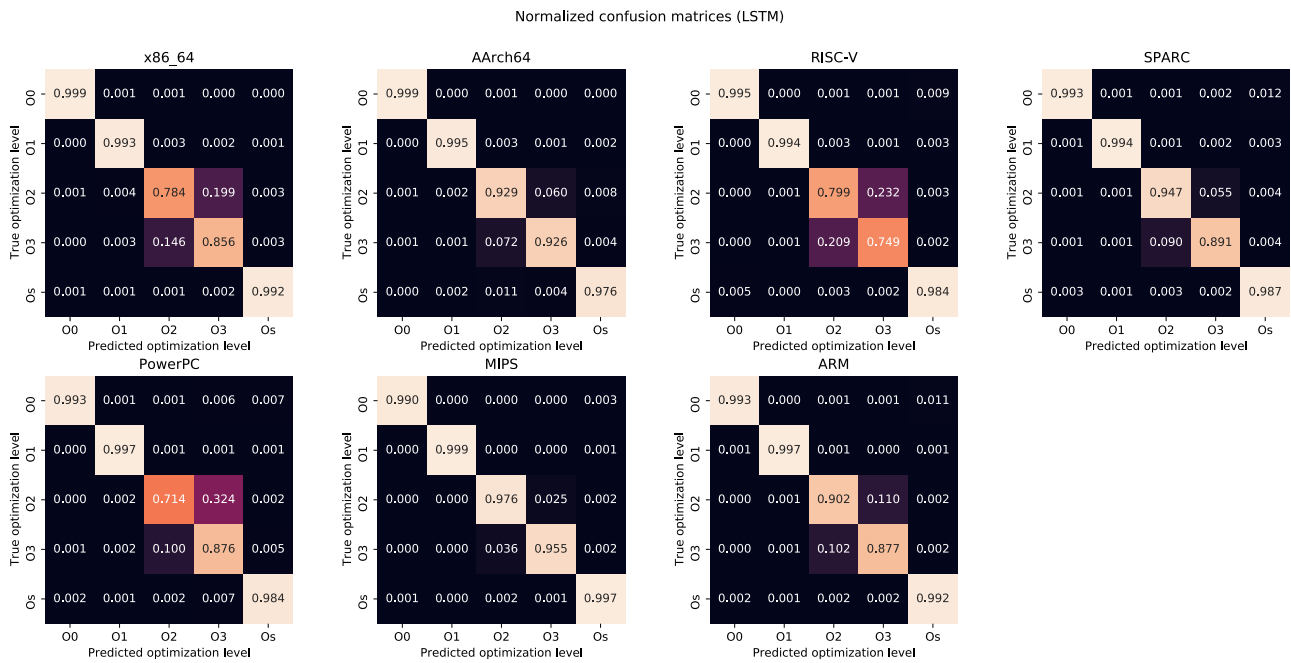 Normalized confusion matrices (LSTM)
x86_64
True optimization level
O0 0.999 0.001 0.001 0.000 0.000
O1 0.000 0.993 0.003 0.002 0.001
O2 0.001 0.004 0.784 0.199 0.003
O3 0.000 0.003 0.146 0.856 0.003
Os 0.001 0.001 0.001 0.002 0.992
O0 O1 O2 O3 Os
Predicted optimization level
AArch64
True optimization level
O0 0.999 0.000 0.001 0.000 0.000
O1 0.000 0.995 0.003 0.001 0.002
O2 0.001 0.002 0.929 0.060 0.008
O3 0.001 0.001 0.072 0.926 0.004
Os 0.000 0.002 0.011 0.004 0.976
O0 O1 O2 O3 Os
Predicted optimization level
RISC-V
True optimization level
O0 0.995 0.001 0.001 0.000 0.009
O1 0.000 0.994 0.003 0.001 0.003
O2 0.000 0.001 0.799 0.232 0.003
O3 0.000 0.001 0.209 0.749 0.002
Os 0.005 0.000 0.003 0.002 0.984
O0 O1 O2 O3 Os
Predicted optimization level
SPARC
True optimization level
O0 0.993 0.001 0.001 0.002 0.012
O1 0.001 0.994 0.001 0.002 0.003
O2 0.001 0.001 0.947 0.055 0.004
O3 0.001 0.001 0.090 0.891 0.004
Os 0.003 0.001 0.003 0.002 0.987
O0 O1 O2 O3 Os
Predicted optimization level
PowerPC
True optimization level
O0 0.993 0.001 0.001 0.006 0.007
O1 0.000 0.997 0.001 0.001 0.001
O2 0.000 0.002 0.714 0.324 0.002
O3 0.001 0.002 0.100 0.876 0.005
Os 0.002 0.001 0.002 0.007 0.984
O0 O1 O2 O3 Os
Predicted optimization level
MIPS
True optimization level
O0 0.990 0.000 0.000 0.000 0.003
O1 0.000 0.999 0.000 0.000 0.000
O2 0.000 0.000 0.976 0.025 0.002
O3 0.000 0.000 0.036 0.955 0.002
Os 0.001 0.000 0.002 0.001 0.997
O0 O1 O2 O3 Os
Predicted optimization level
ARM
True optimization level
O0 0.993 0.000 0.001 0.001 0.011
O1 0.001 0.997 0.001 0.000 0.001
O2 0.000 0.001 0.902 0.110 0.002
O3 0.000 0.001 0.102 0.877 0.002
Os 0.002 0.001 0.002 0.002 0.992
O0 O1 O2 O3 Os
Predicted optimization level